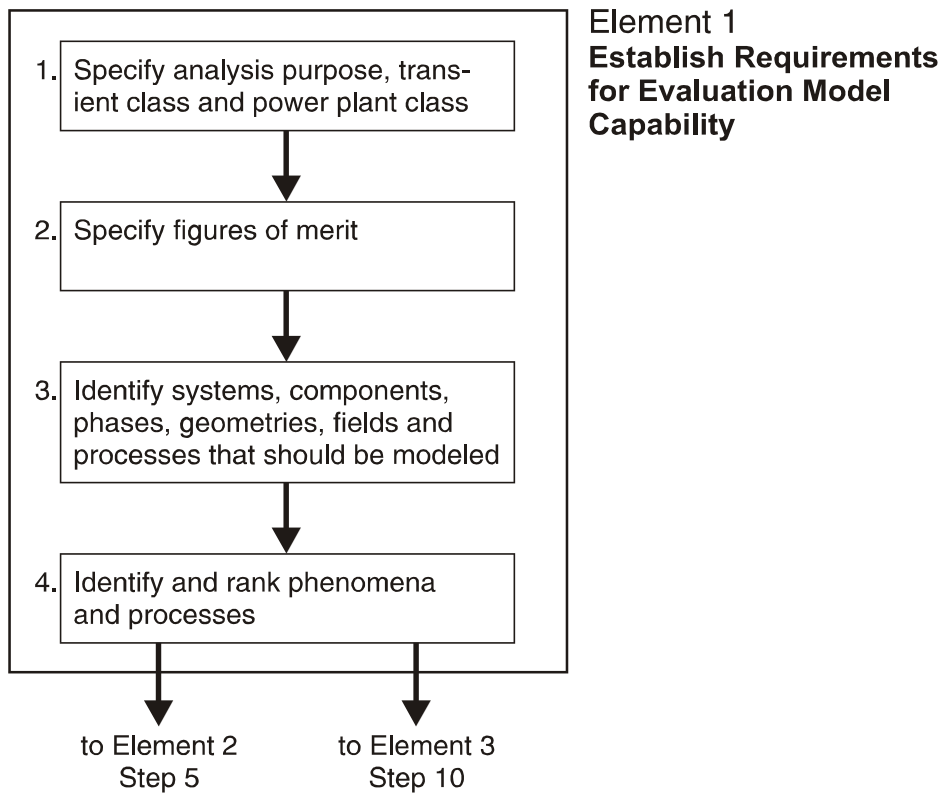 Element 1
Establish Requirements
for Evaluation Model
Capability
1. Specify analysis purpose, trans-
ient class and power plant class
2. Specify figures of merit
3. Identify systems, components,
phases, geometries, fields and
processes that should be modeled
4. Identify and rank phenomena
and processes
to Element 2
Step 5
to Element 3
Step 10